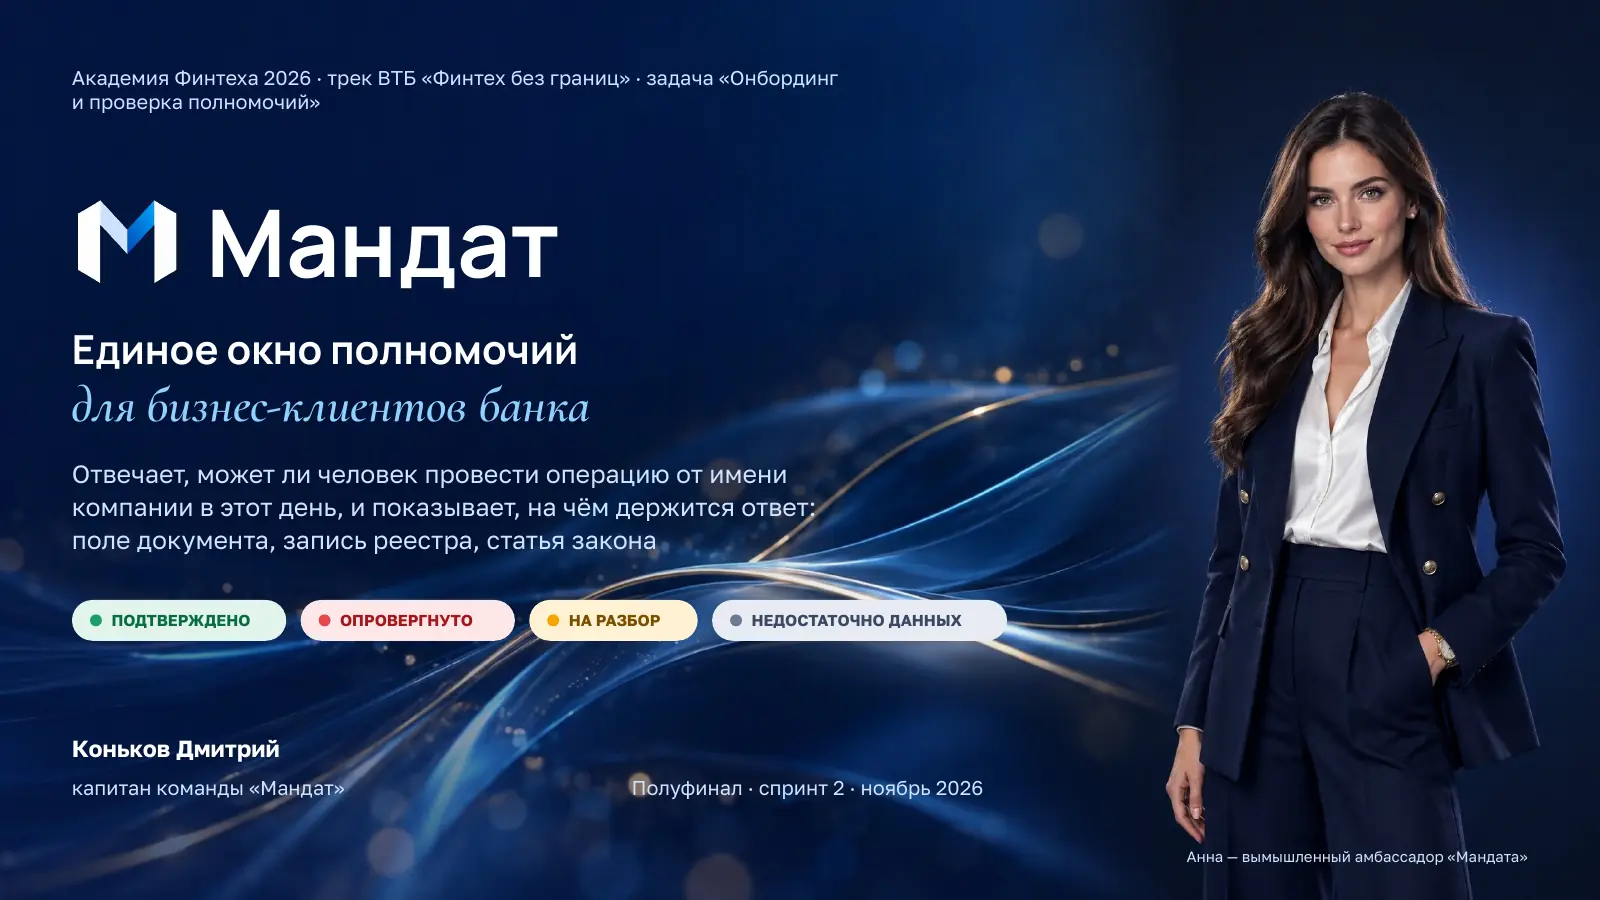 Академия Финтеха 2026 · трек ВТБ «Финтех без границ» · задача «Онбординг
и проверка полномочий»
Мандат
Единое окно полномочий
для бизнес-клиентов банка
Отвечает, может ли человек провести операцию от имени
компании в этот день, и показывает, на чём держится ответ:
поле документа, запись реестра, статья закона
ПОДТВЕРЖДЕНО
ОПРОВЕРГНУТО
НА РАЗБОР
НЕДОСТАТОЧНО ДАННЫХ
Коньков Дмитрий
капитан команды «Мандат»
Полуфинал · спринт 2 · ноябрь 2026
Анна — вымышленный амбассадор «Мандата»